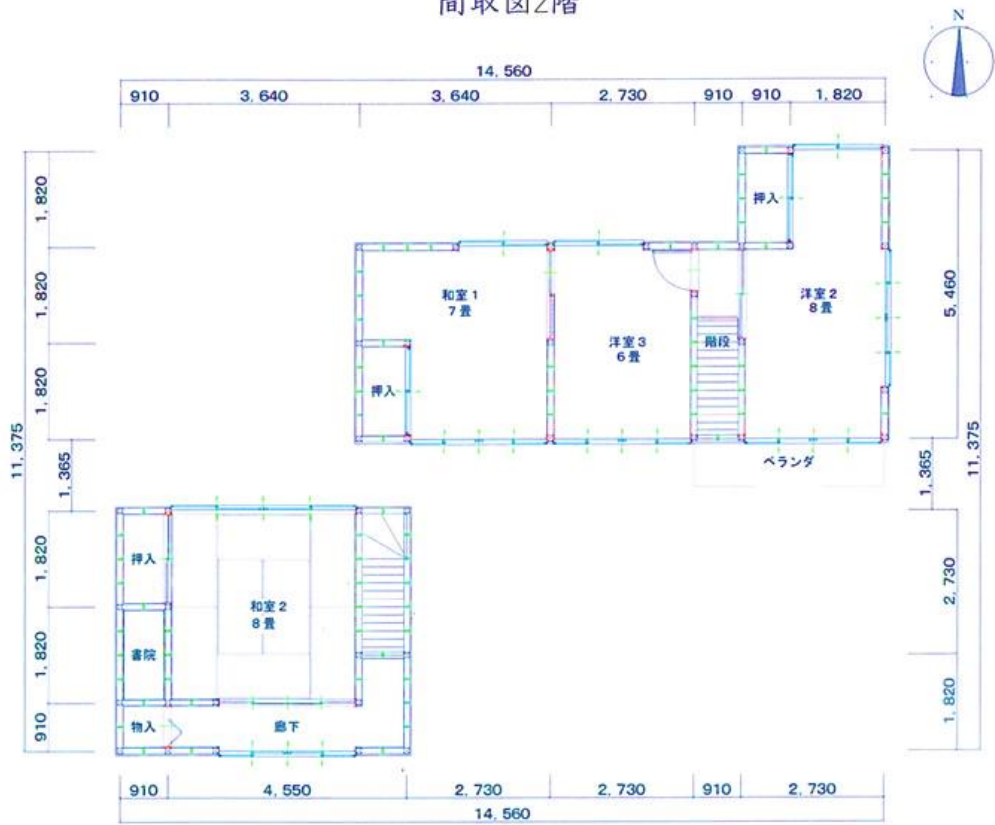 間取図2階
N
14,560
910 3,640 3,640 2,730 910 910 1,820
1,820
1,820
1,820
11,375
1,365
1,820
1,820
910
押入
和室1
7畳
洋室3
6畳
階段
洋室2
8畳
押入
ベランダ
5,460
11,375
1,365
2,730
1,820
押入
和室2
8畳
書院
物入
廊下
910 4,550 2,730 2,730 910 2,730
14,560